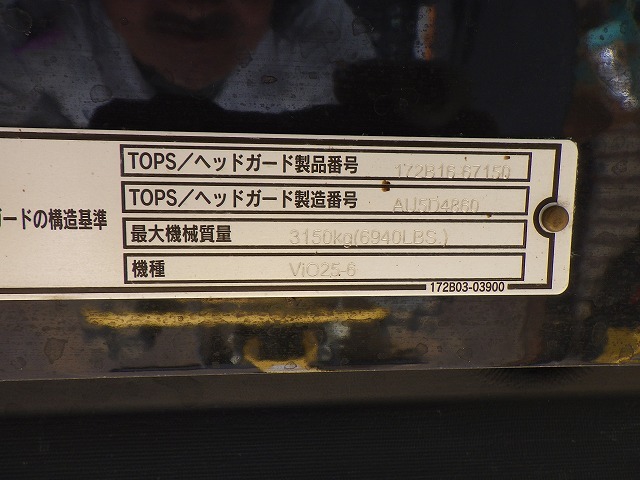 TOPS/ヘッドガード製品番号 172B16-67150
TOPS/ヘッドガード製造番号 AU5D4860
ガードの構造基準
最大機械質量 3150kg(6940LBS.)
機種 ViO25-6
172B03-03900